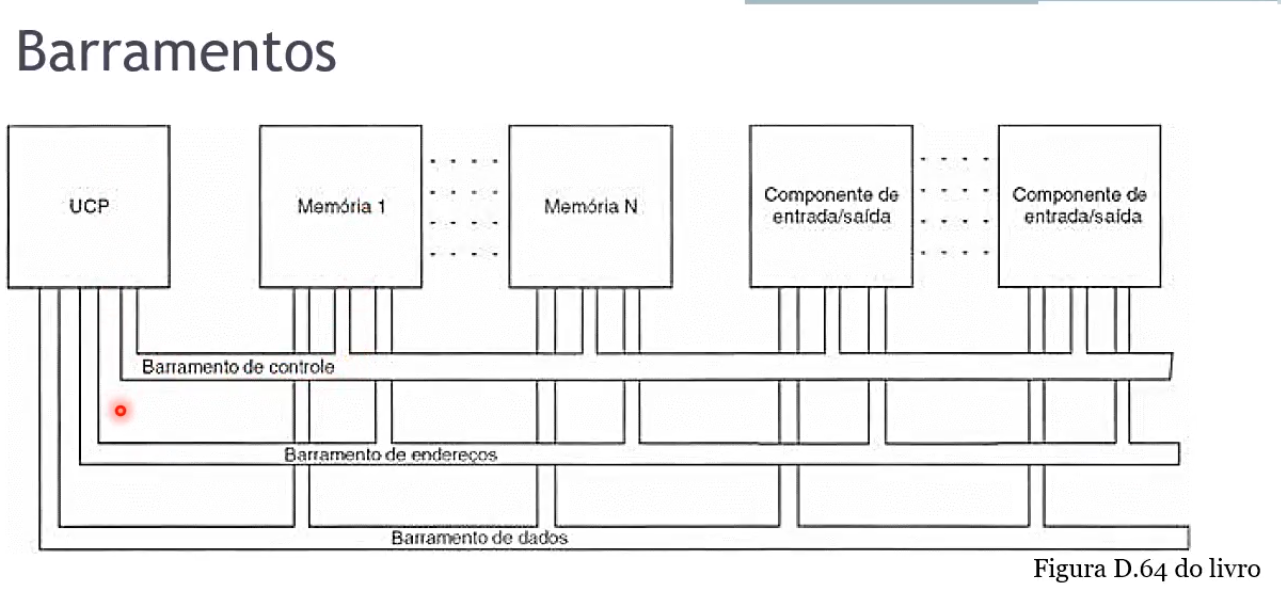 Barramentos
UCP
Memória 1
Memória N
Componente de
entrada/saída
Componente de
entrada/saída
Barramento de controle
Barramento de endereços
Barramento de dados
Figura D.64 do livro